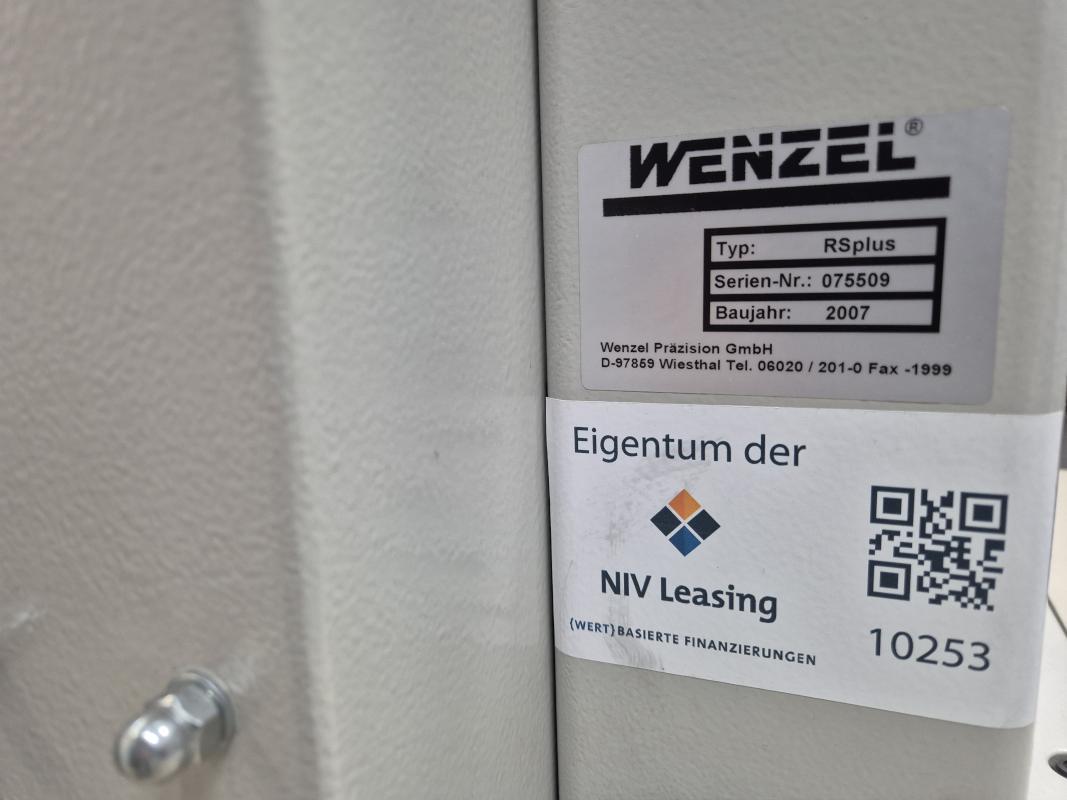 WENZEL®
Typ: RSplus
Serien-Nr.: 075509
Baujahr: 2007
Wenzel Präzision GmbH
D-97859 Wiesthal Tel. 06020 / 201-0 Fax -1999
Eigentum der
NIV Leasing
{WERT}BASIERTE FINANZIERUNGEN
10253